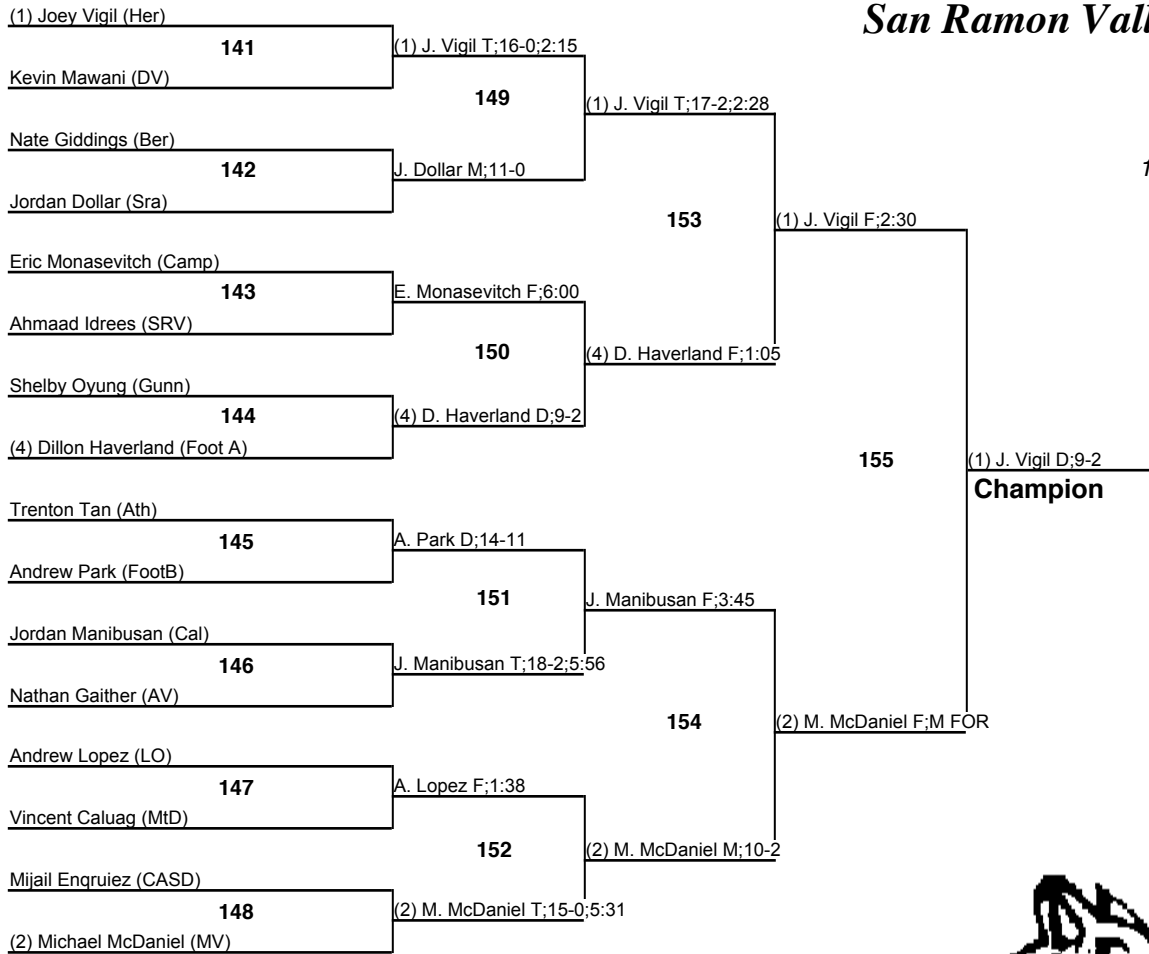 (1) Joey Vigil (Her)
San Ramon Vall
141
(1) J. Vigil T;16-0;2:15
Kevin Mawani (DV)
149
(1) J. Vigil T;17-2;2:28
Nate Giddings (Ber)
142
J. Dollar M;11-0
1
Jordan Dollar (Sra)
153
(1) J. Vigil F;2:30
Eric Monasevitch (Camp)
143
E. Monasevitch F;6:00
Ahmaad Idrees (SRV)
150
(4) D. Haverland F;1:05
Shelby Oyung (Gunn)
144
(4) D. Haverland D;9-2
(4) Dillon Haverland (Foot A)
155
(1) J. Vigil D;9-2
Champion
Trenton Tan (Ath)
145
A. Park D;14-11
Andrew Park (FootB)
151
J. Manibusan F;3:45
Jordan Manibusan (Cal)
146
J. Manibusan T;18-2;5:56
Nathan Gaither (AV)
154
(2) M. McDaniel F;M FOR
Andrew Lopez (LO)
147
A. Lopez F;1:38
Vincent Caluag (MtD)
152
(2) M. McDaniel M;10-2
Mijail Enqruiez (CASD)
148
(2) M. McDaniel T;15-0;5:31
(2) Michael McDaniel (MV)